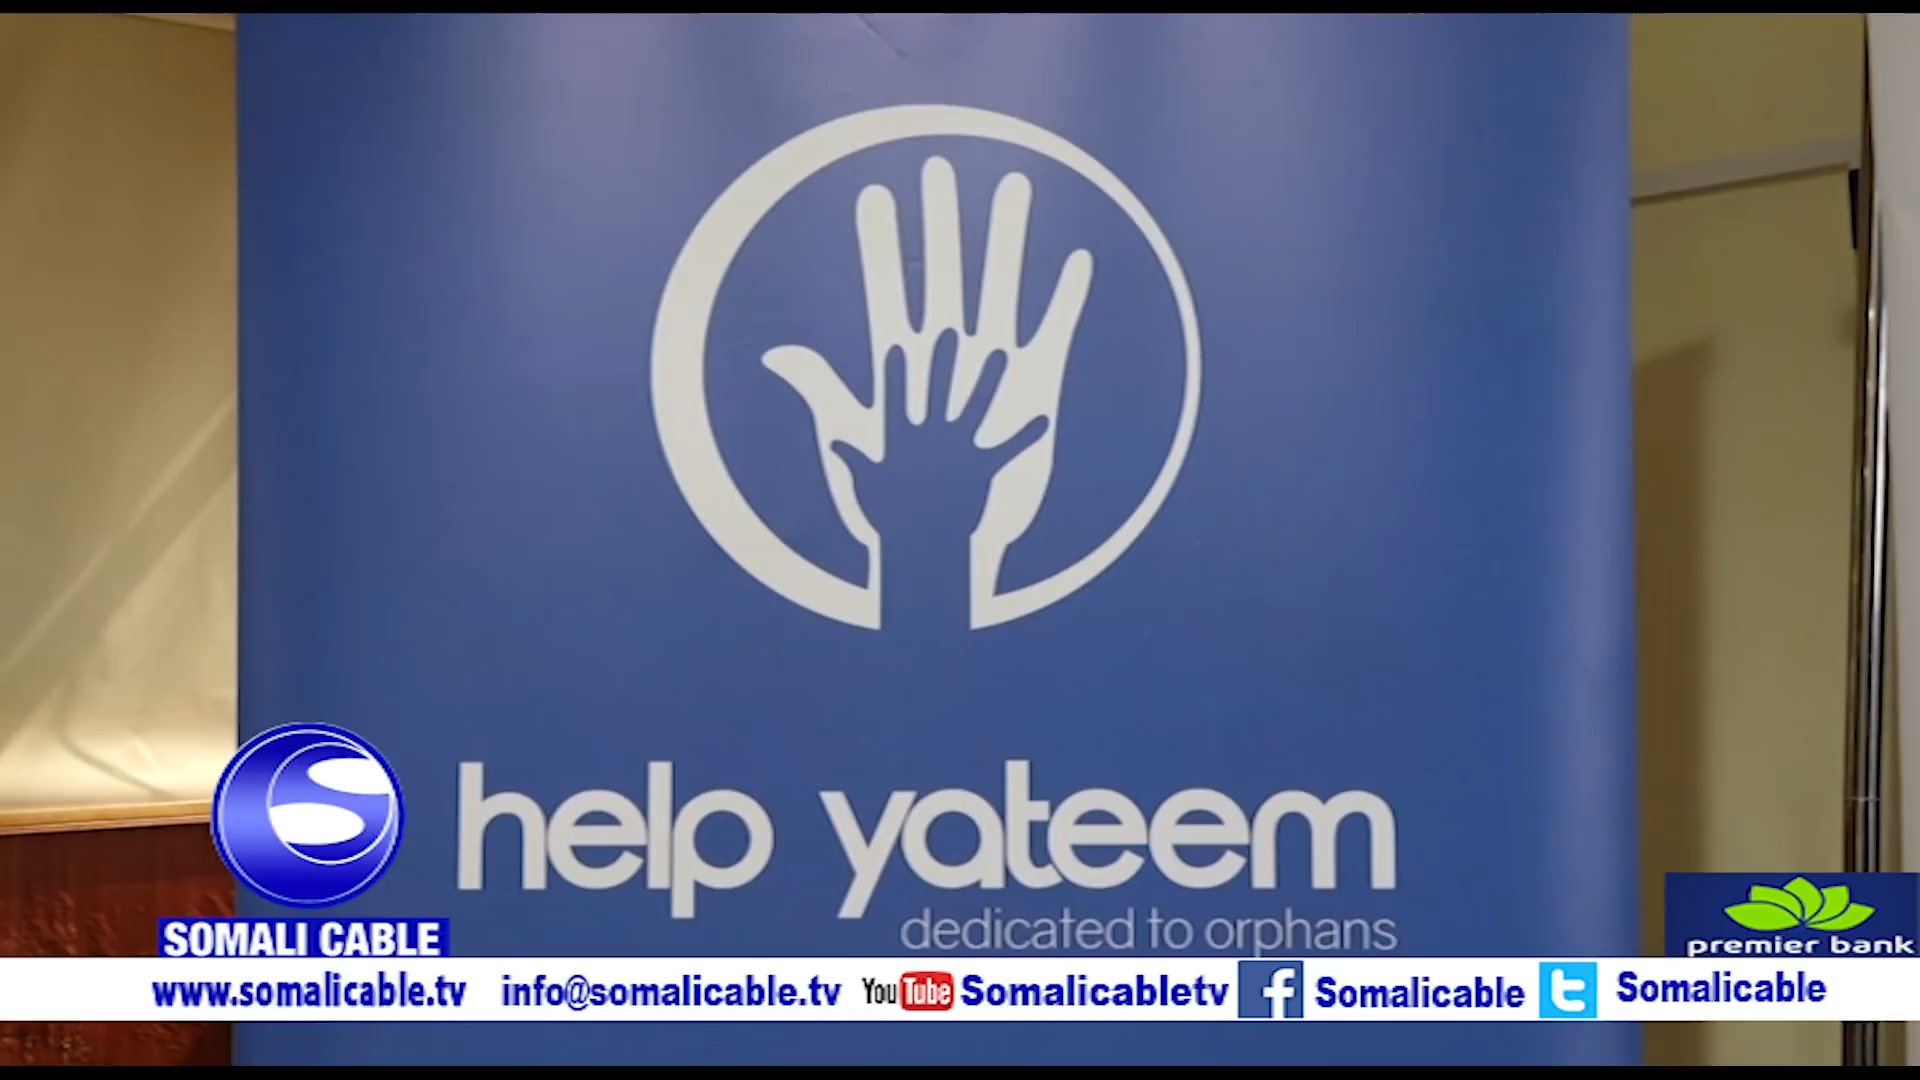 help yateem
dedicated to orphans
SOMALI CABLE
premier bank
www.somalicable.tv info@somalicable.tv YouTube Somalicabletv f Somalicable t Somalicable